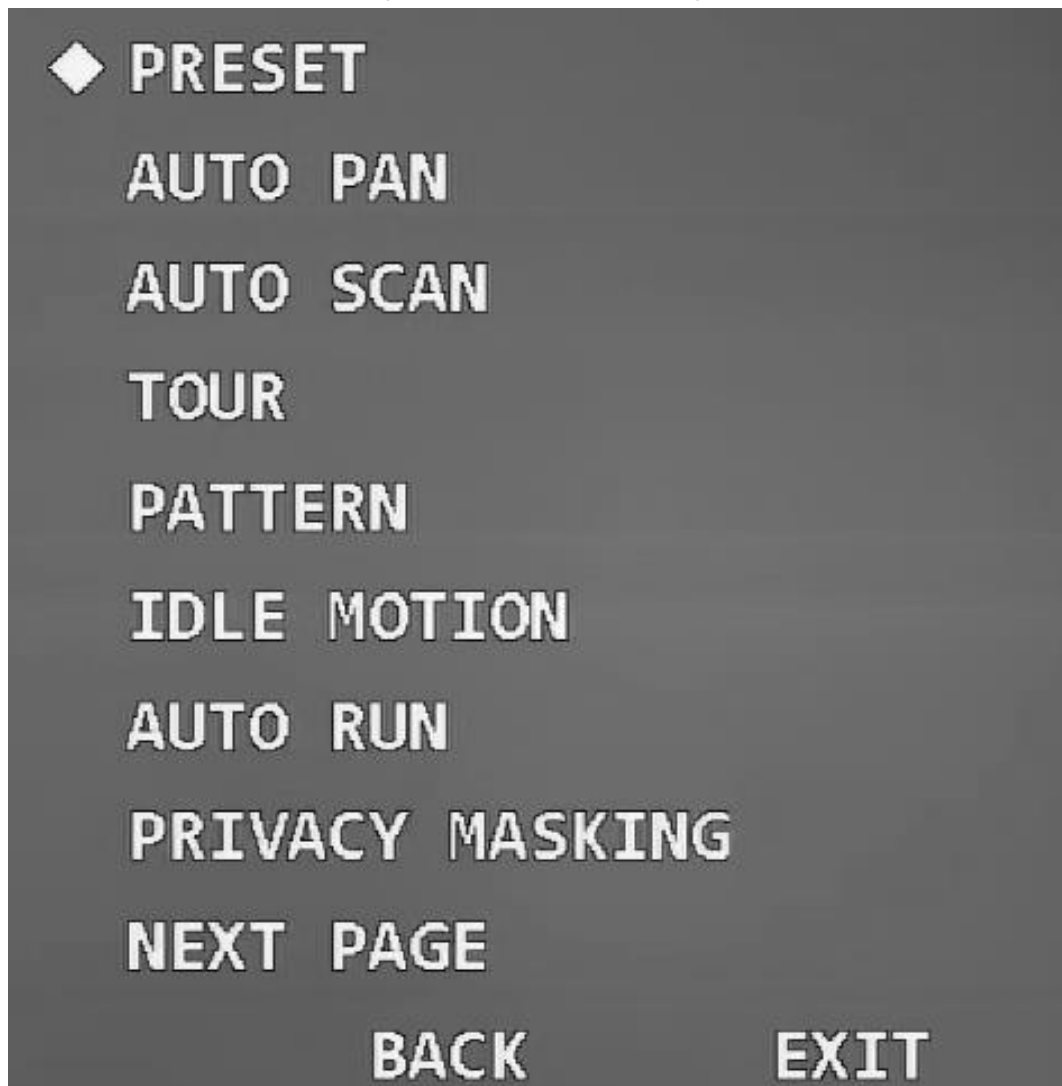 PRESET
AUTO PAN
AUTO SCAN
TOUR
PATTERN
IDLE MOTION
AUTO RUN
PRIVACY MASKING
NEXT PAGE
BACK EXIT